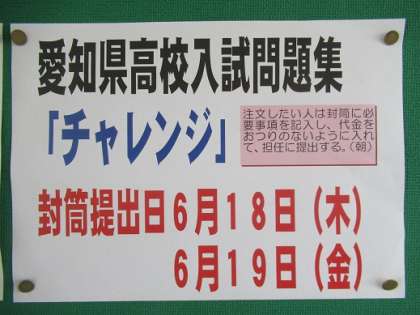 愛知県高校入試問題集
「チャレンジ」
注文したい人は封筒に必
要事項を記入し、代金を
おつりのないように入れ
て、担任に提出する。(朝)
封筒提出日6月18日(木)
6月19日(金)